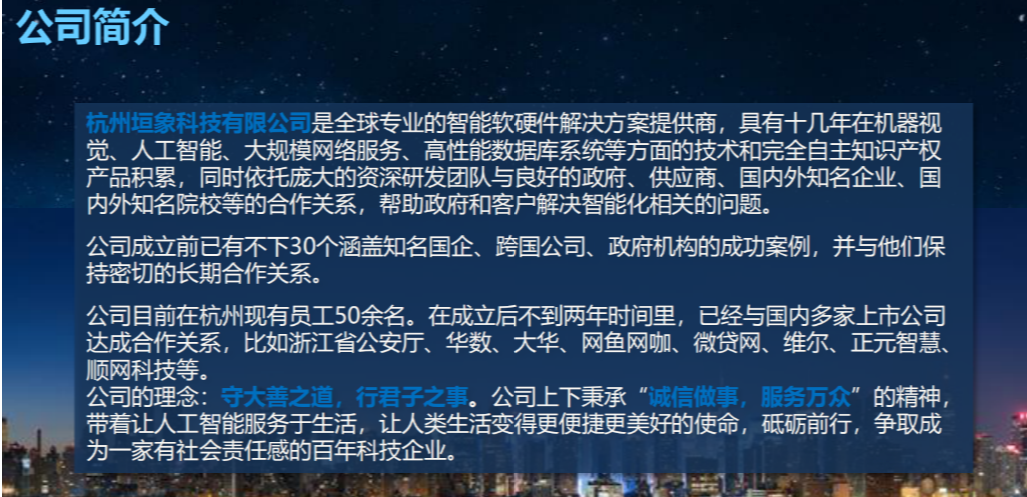 公司简介
杭州垣象科技有限公司是全球专业的智能软硬件解决方案提供商，具有十几年在机器视
觉、人工智能、大规模网络服务、高性能数据库系统等方面的技术和完全自主知识产权
产品积累，同时依托庞大的资深研发团队与良好的政府、供应商、国内外知名企业、国
内外知名院校等的合作关系，帮助政府和客户解决智能化相关的问题。
公司成立前已有不下30个涵盖知名国企、跨国公司、政府机构的成功案例，并与他们保
持密切的长期合作关系。
公司目前在杭州现有员工50余名。在成立后不到两年时间里，已经与国内多家上市公司
达成合作关系，比如浙江省公安厅、华数、大华、网鱼网咖、微贷网、维尔、正元智慧、
顺网科技等。
公司的理念：守大善之道，行君子之事。公司上下秉承“诚信做事，服务万众”的精神，
带着让人工智能服务于生活，让人类生活变得更便捷更美好的使命，砥砺前行，争取成
为一家有社会责任感的百年科技企业。